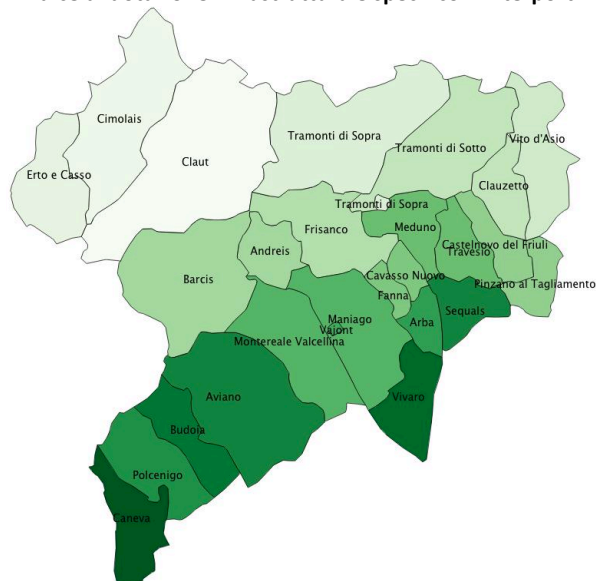 Cimolais
Tramonti di Sopra
Vito d'Asio
Tramonti di Sotto
Claut
Erto e Casso
Clauzetto
Tramonti di Sopra
Frisanco
Meduno
Castelnovo del Friuli
Andreis
Travesio
Barcis
Cavasso Nuovo
Pinzano al Tagliamento
Fanna
Sequals
Maniago
Arba
Vajont
Montereale Valcellina
Aviano
Vivaro
Budoia
Polcenigo
Caneva